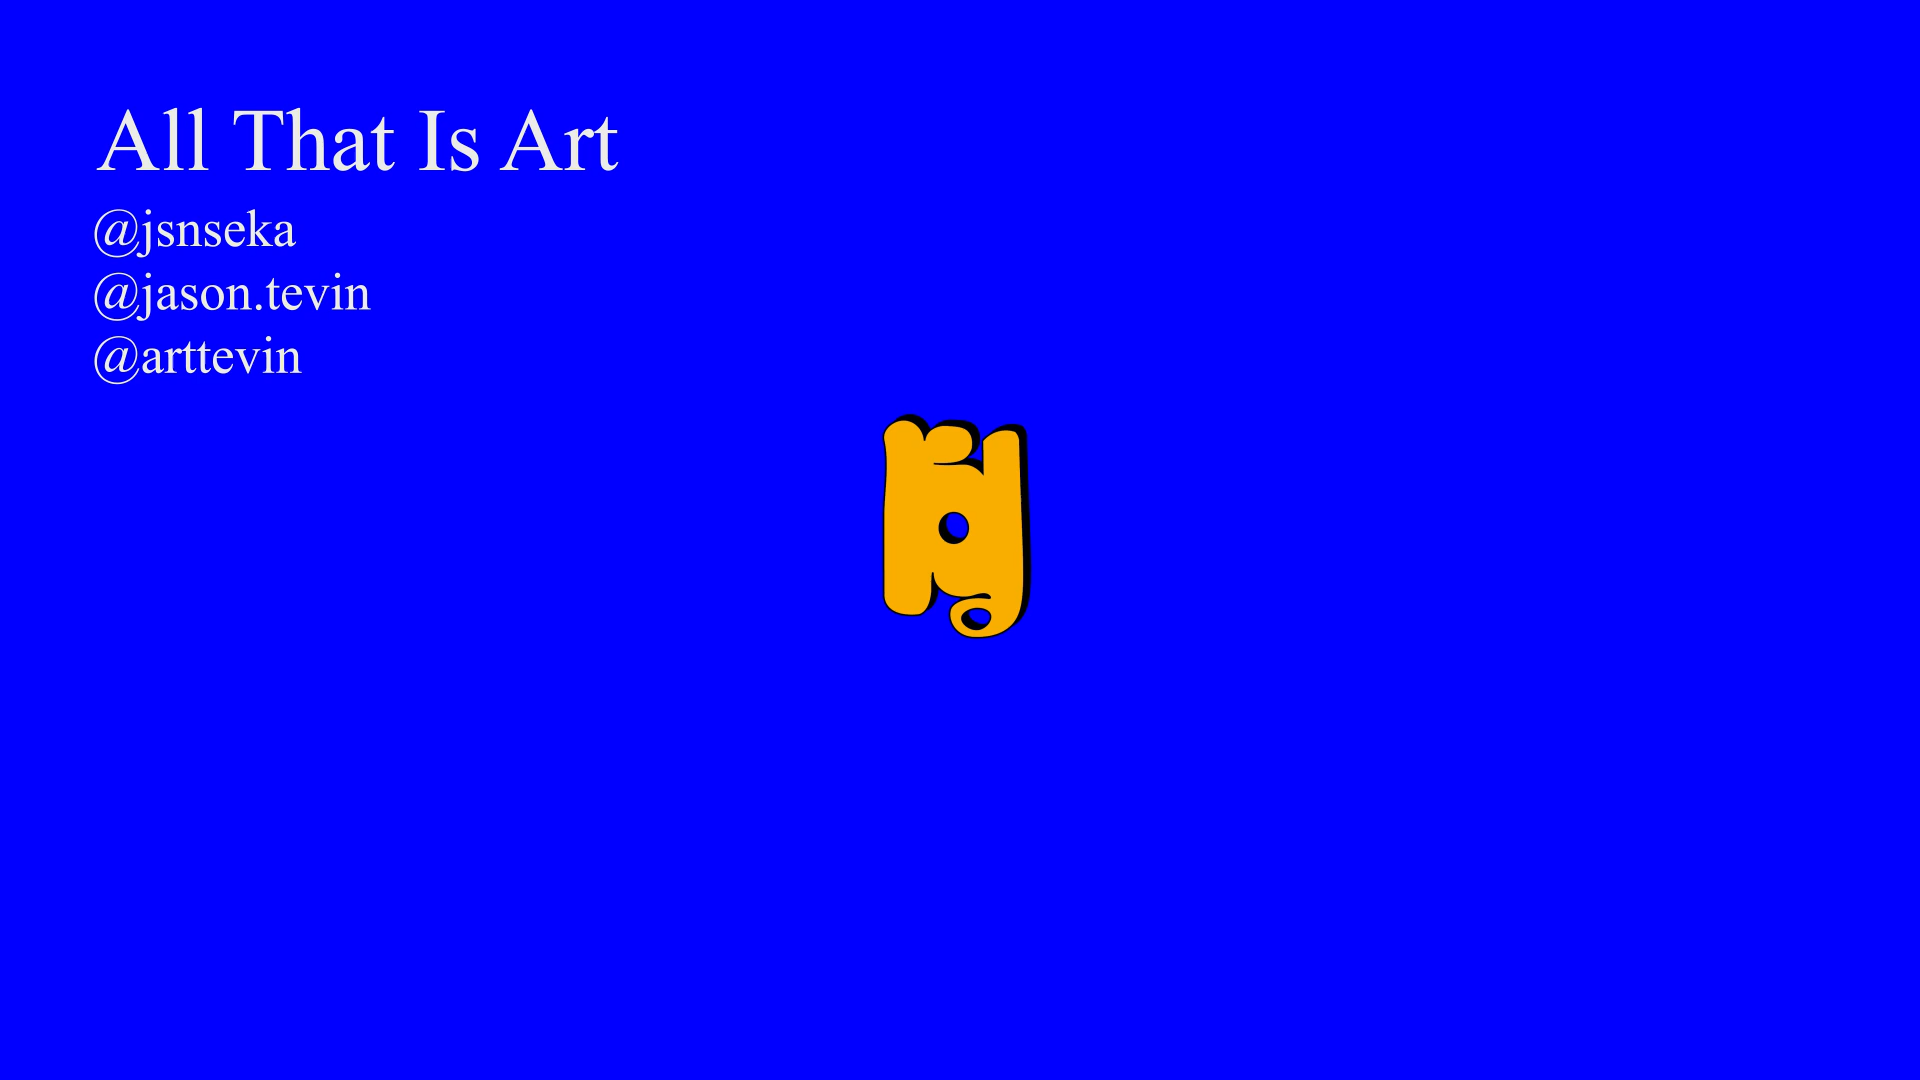 All That Is Art
@jsnseka
@jason.tevin
@arttevin